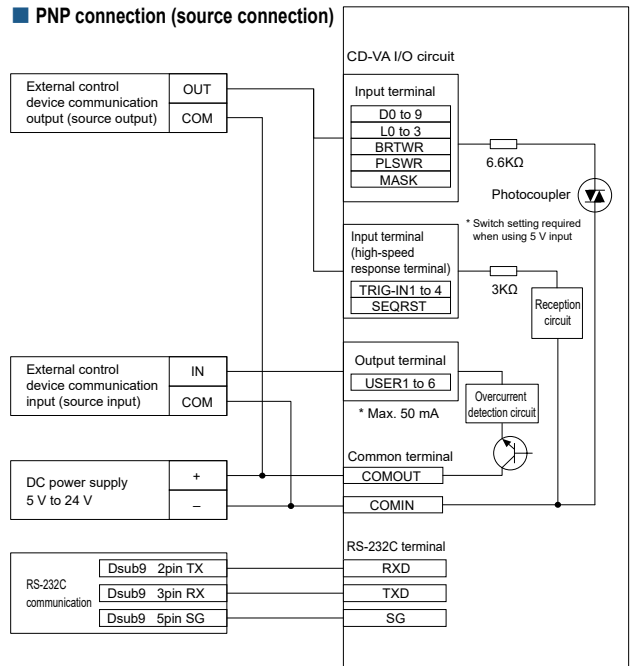 PNP connection (source connection)
CD-VA I/O circuit
External control
device communication
output (source output)
OUT
COM
Input terminal
D0 to 9
L0 to 3
BRTWR
PLSWR
MASK
6.6KΩ
Photocoupler
* Switch setting required
when using 5 V input
Input terminal
(high-speed
response terminal)
TRIG-IN1 to 4
SEQRST
3KΩ
Reception
circuit
External control
device communication
input (source input)
IN
COM
Output terminal
USER1 to 6
* Max. 50 mA
Overcurrent
detection circuit
DC power supply
5 V to 24 V
+
–
Common terminal
COMOUT
COMIN
RS-232C terminal
RS-232C
communication
Dsub9 2pin TX
Dsub9 3pin RX
Dsub9 5pin SG
RXD
TXD
SG